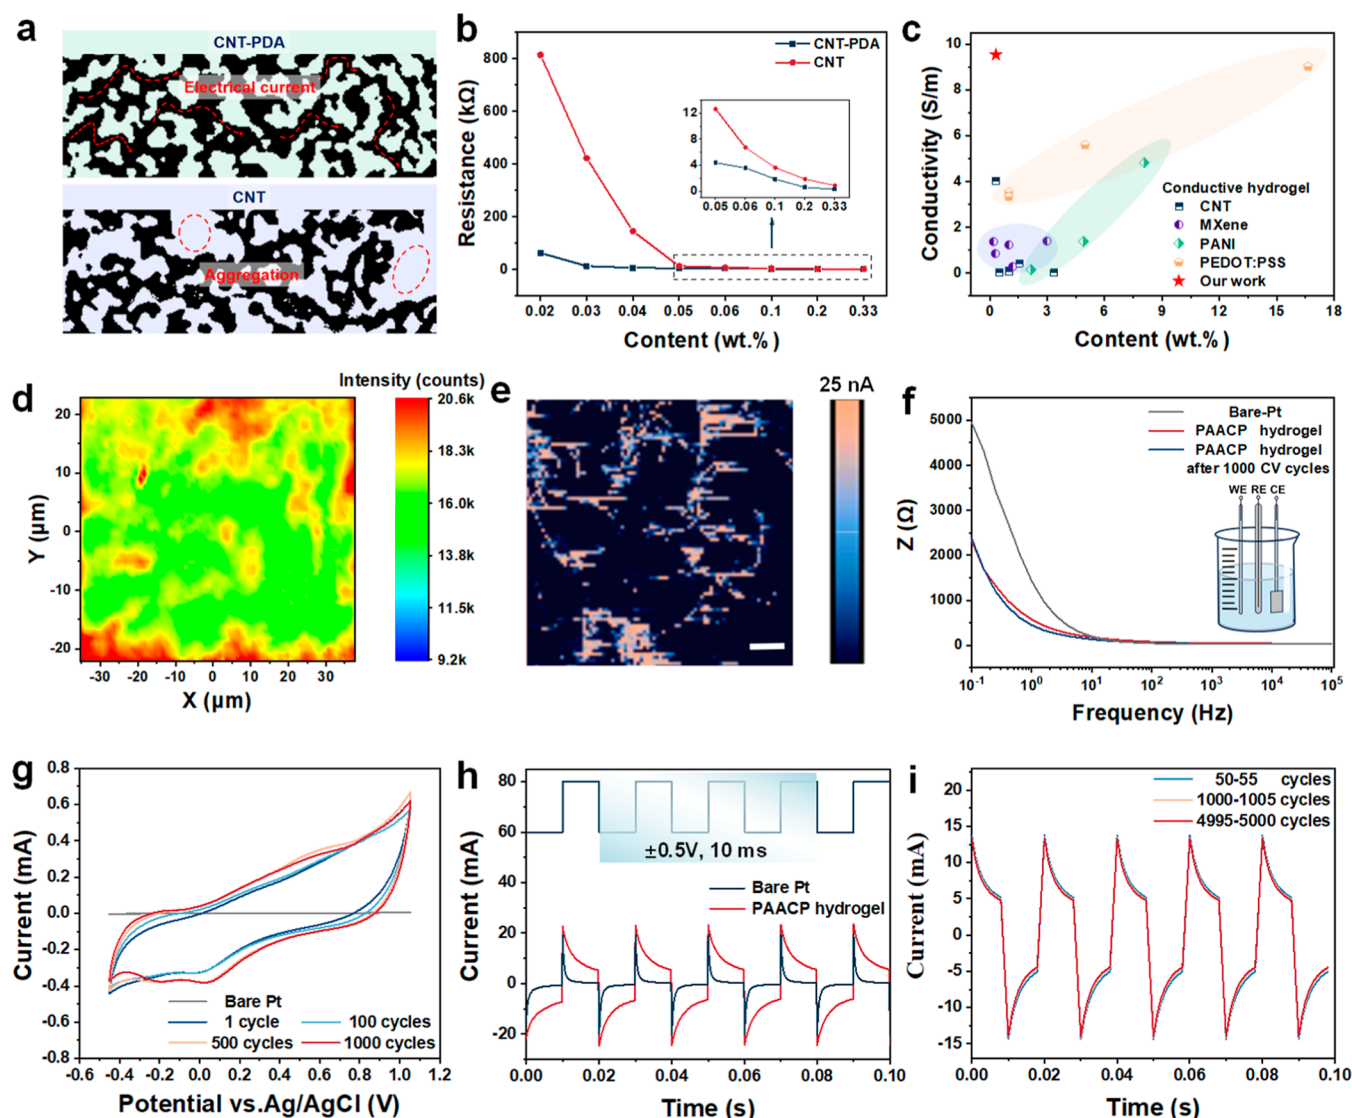 a
CNT-PDA
Electrical current
CNT
Aggregation
b
CNT-PDA
CNT
Resistance (kΩ)
800
600
400
200
0
12
8
4
0
0.05 0.06 0.1 0.2 0.33
0.02 0.03 0.04 0.05 0.06 0.1 0.2 0.33
Content (wt.%)
c
Conductivity (S/m)
10
8
6
4
2
0
Conductive hydrogel
CNT
MXene
PANI
PEDOT:PSS
Our work
0 3 6 9 12 15 18
Content (wt.%)
d
Intensity (counts)
Y (μm)
20
10
0
-10
-20
20.6k
18.3k
16.0k
13.8k
11.5k
9.2k
-30 -20 -10 0 10 20 30
X (μm)
e
25 nA
f
Z (Ω)
5000
4000
3000
2000
1000
0
Bare-Pt
PAACP hydrogel
PAACP hydrogel
after 1000 CV cycles
WE RE CE
10-1 100 101 102 103 104 105
Frequency (Hz)
g
Current (mA)
0.8
0.6
0.4
0.2
0.0
-0.2
-0.4
-0.6
-0.8
Bare Pt
1 cycle 100 cycles
500 cycles 1000 cycles
-0.6 -0.4 -0.2 0.0 0.2 0.4 0.6 0.8 1.0 1.2
Potential vs.Ag/AgCl (V)
h
Current (mA)
80
60
40
20
0
-20
±0.5V, 10 ms
Bare Pt
PAACP hydrogel
0.00 0.02 0.04 0.06 0.08 0.10
Time (s)
i
Current (mA)
20
15
10
5
0
-5
-10
-15
50-55 cycles
1000-1005 cycles
4995-5000 cycles
0.00 0.02 0.04 0.06 0.08 0.10
Time (s)